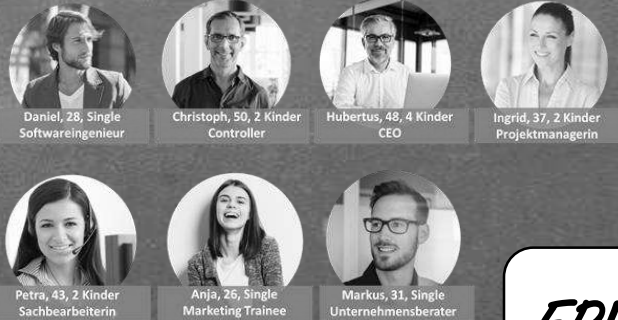 Daniel, 28, Single
Softwareingenieur
Christoph, 50, 2 Kinder
Controller
Hubertus, 48, 4 Kinder
CEO
Ingrid, 37, 2 Kinder
Projektmanagerin
Petra, 43, 2 Kinder
Sachbearbeiterin
Anja, 26, Single
Marketing Trainee
Markus, 31, Single
Unternehmensberater